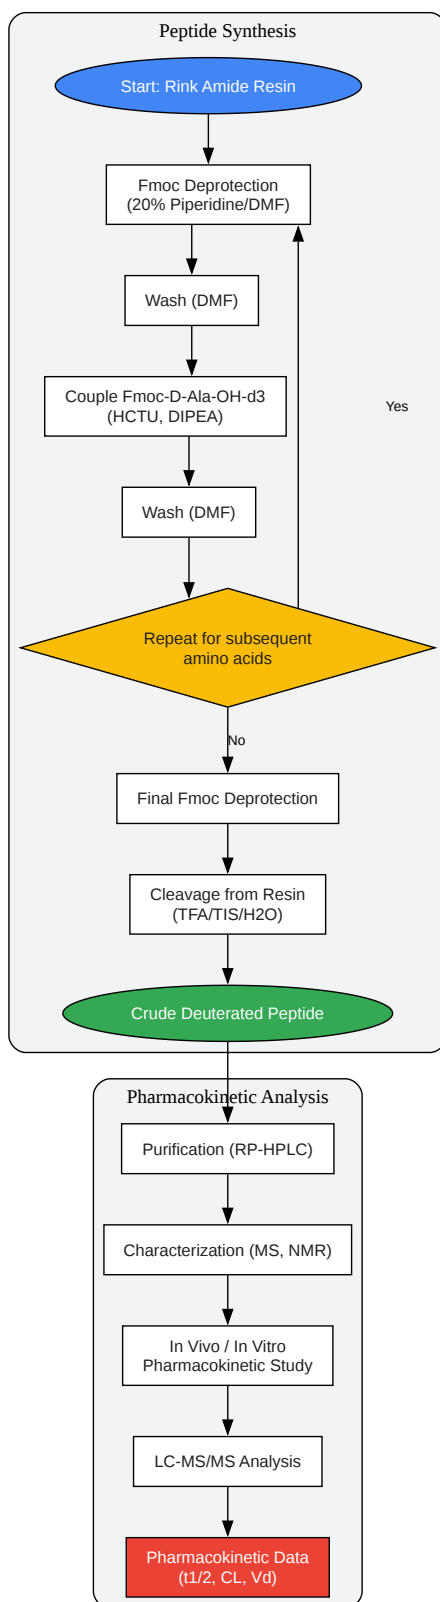 Peptide Synthesis
Start: Rink Amide Resin
Fmoc Deprotection
(20% Piperidine/DMF)
Wash (DMF)
Couple Fmoc-D-Ala-OH-d3
(HCTU, DIPEA)
Yes
Wash (DMF)
Repeat for subsequent
amino acids
No
Final Fmoc Deprotection
Cleavage from Resin
(TFA/TIS/H2O)
Crude Deuterated Peptide
Pharmacokinetic Analysis
Purification (RP-HPLC)
Characterization (MS, NMR)
In Vivo / In Vitro
Pharmacokinetic Study
LC-MS/MS Analysis
Pharmacokinetic Data
(t1/2, CL, Vd)